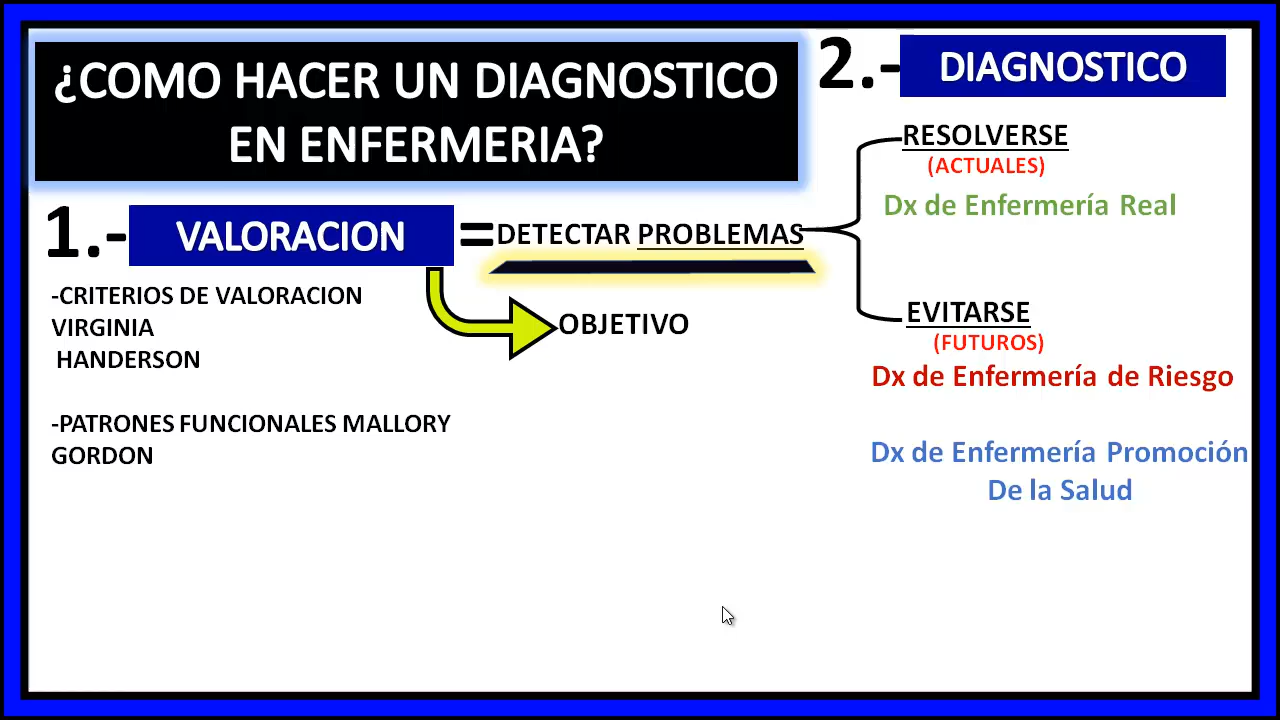 ¿COMO HACER UN DIAGNOSTICO
EN ENFERMERIA?
1.- VALORACION = DETECTAR PROBLEMAS
-CRITERIOS DE VALORACION
VIRGINIA
HANDERSON
-PATRONES FUNCIONALES MALLORY
GORDON
OBJETIVO
2.- DIAGNOSTICO
RESOLVERSE
(ACTUALES)
Dx de Enfermería Real
EVITARSE
(FUTUROS)
Dx de Enfermería de Riesgo
Dx de Enfermería Promoción
De la Salud